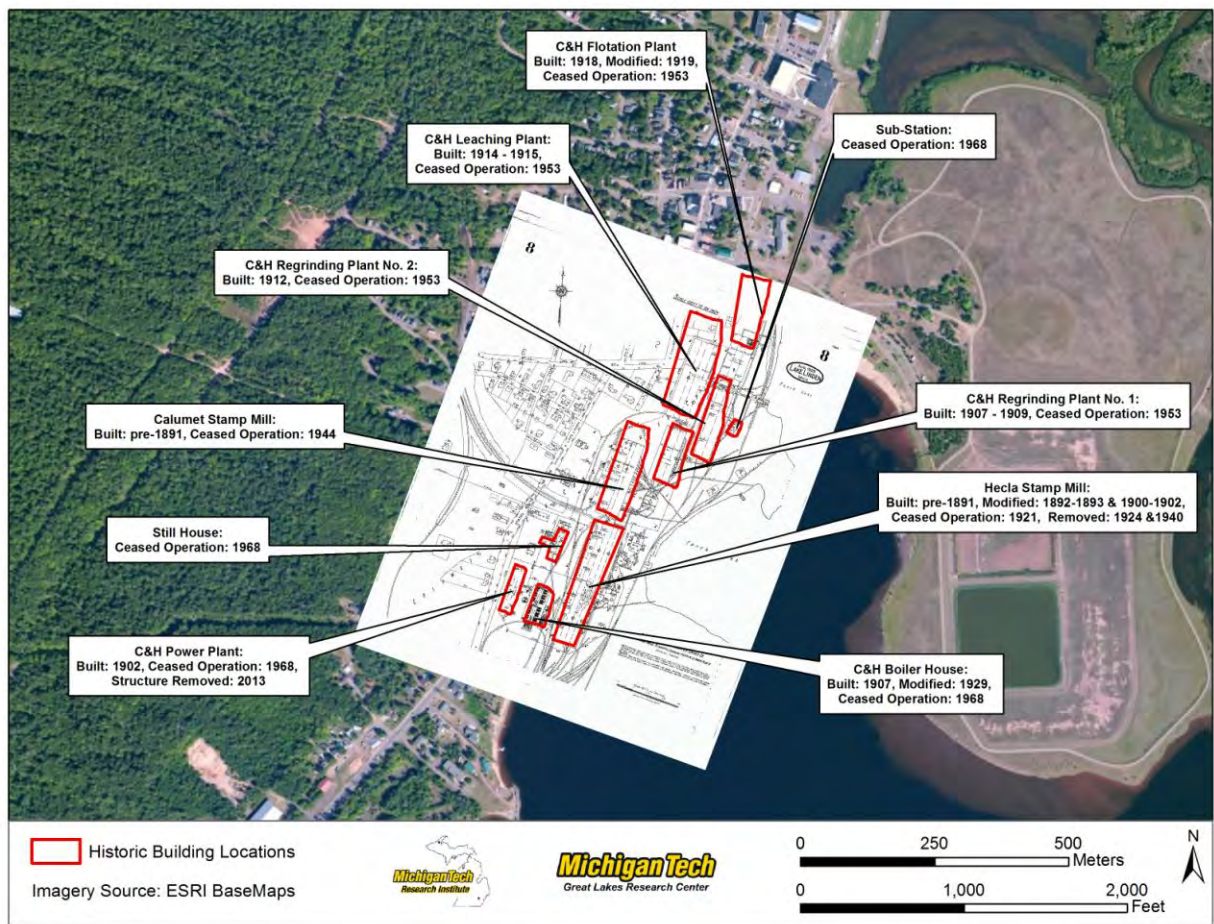 C&H Flotation Plant
Built: 1918, Modified: 1919,
Ceased Operation: 1953
Sub-Station:
Ceased Operation: 1968
C&H Leaching Plant:
Built: 1914 - 1915,
Ceased Operation: 1953
8
C&H Regrinding Plant No. 2:
Built: 1912, Ceased Operation: 1953
8
LAKE LINDEN
C&H Regrinding Plant No. 1:
Built: 1907 - 1909, Ceased Operation: 1953
Calumet Stamp Mill:
Built: pre-1891, Ceased Operation: 1944
Hecla Stamp Mill:
Built: pre-1891, Modified: 1892-1893 & 1900-1902,
Ceased Operation: 1921, Removed: 1924 &1940
Still House:
Ceased Operation: 1968
C&H Power Plant:
Built: 1902, Ceased Operation: 1968,
Structure Removed: 2013
C&H Boiler House:
Built: 1907, Modified: 1929,
Ceased Operation: 1968
Historic Building Locations
Imagery Source: ESRI BaseMaps
Michigan Tech
Research Institute
Michigan Tech
Great Lakes Research Center
0 250 500
Meters
0 1,000 2,000
Feet
N